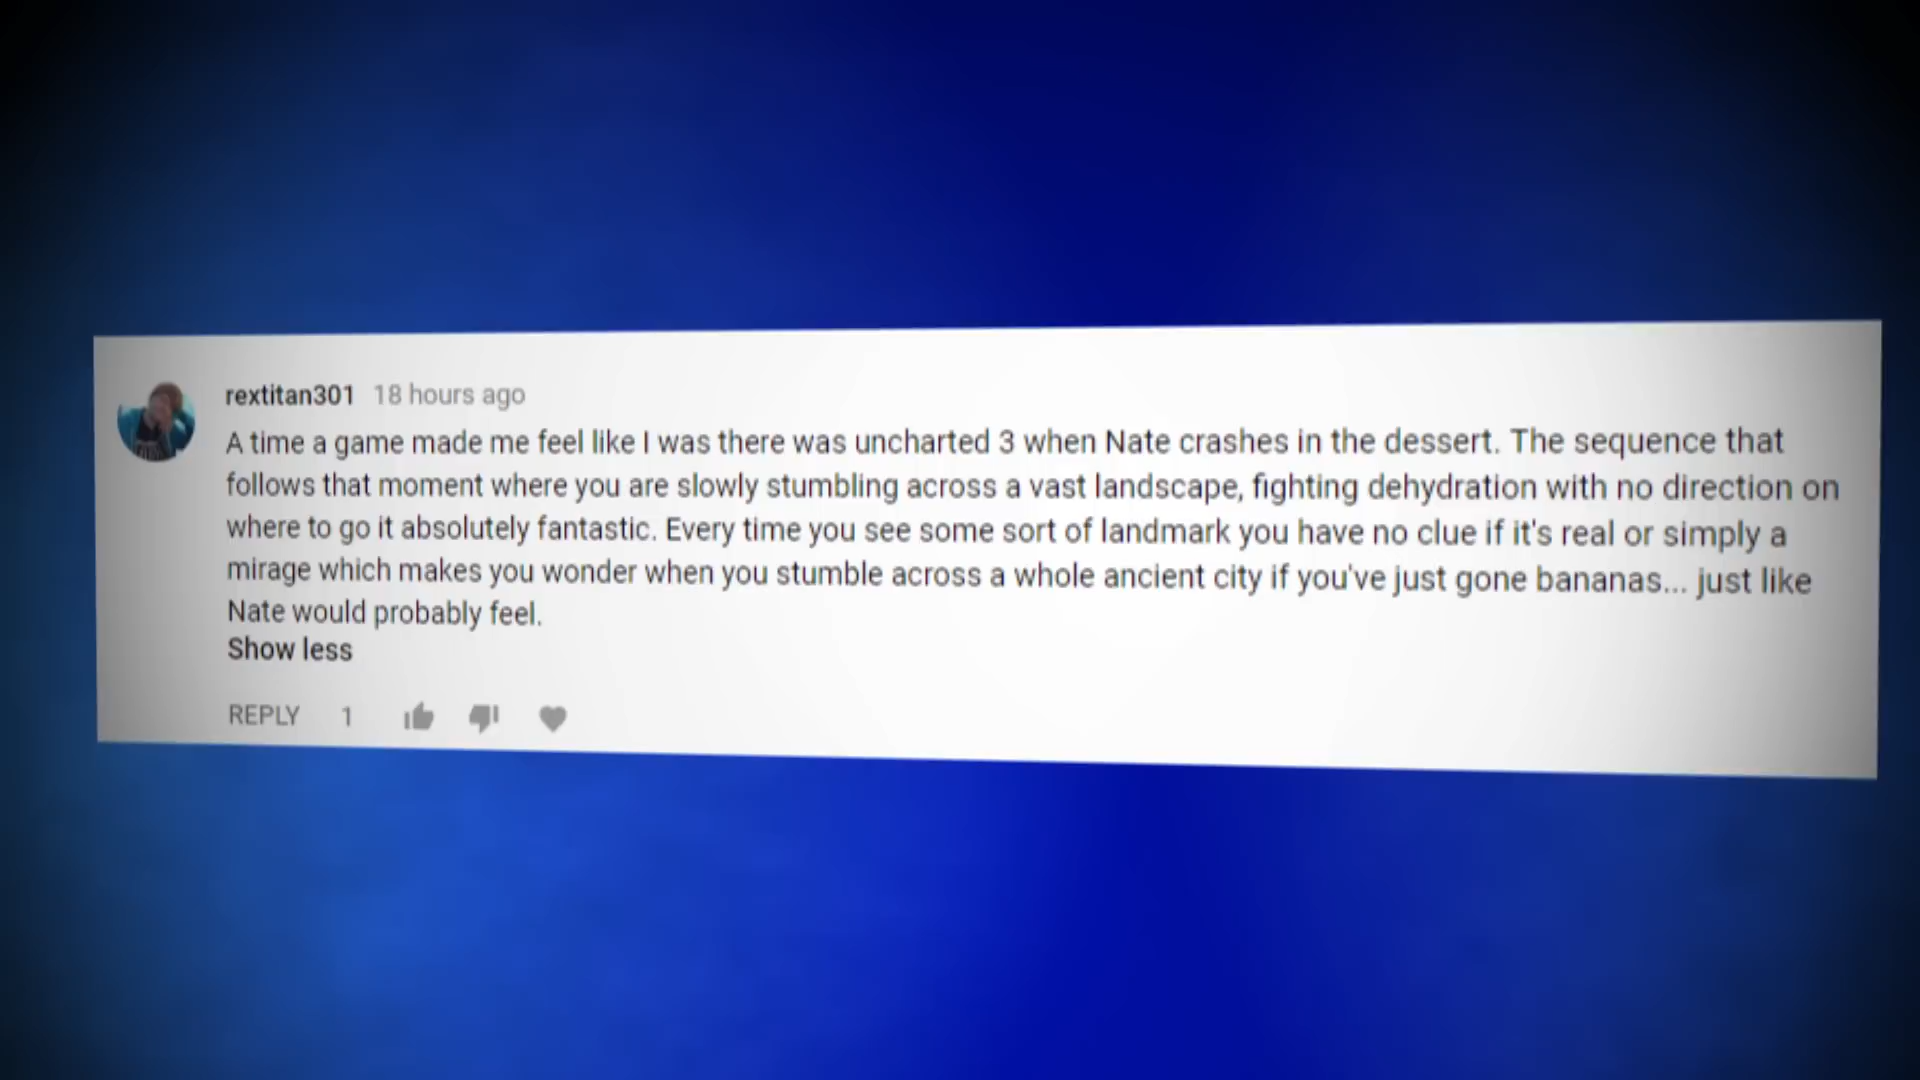 rextitan301 18 hours ago
A time a game made me feel like I was there was uncharted 3 when Nate crashes in the dessert. The sequence that
follows that moment where you are slowly stumbling across a vast landscape, fighting dehydration with no direction on
where to go it absolutely fantastic. Every time you see some sort of landmark you have no clue if it's real or simply a
mirage which makes you wonder when you stumble across a whole ancient city if you've just gone bananas... just like
Nate would probably feel.
Show less
REPLY 1